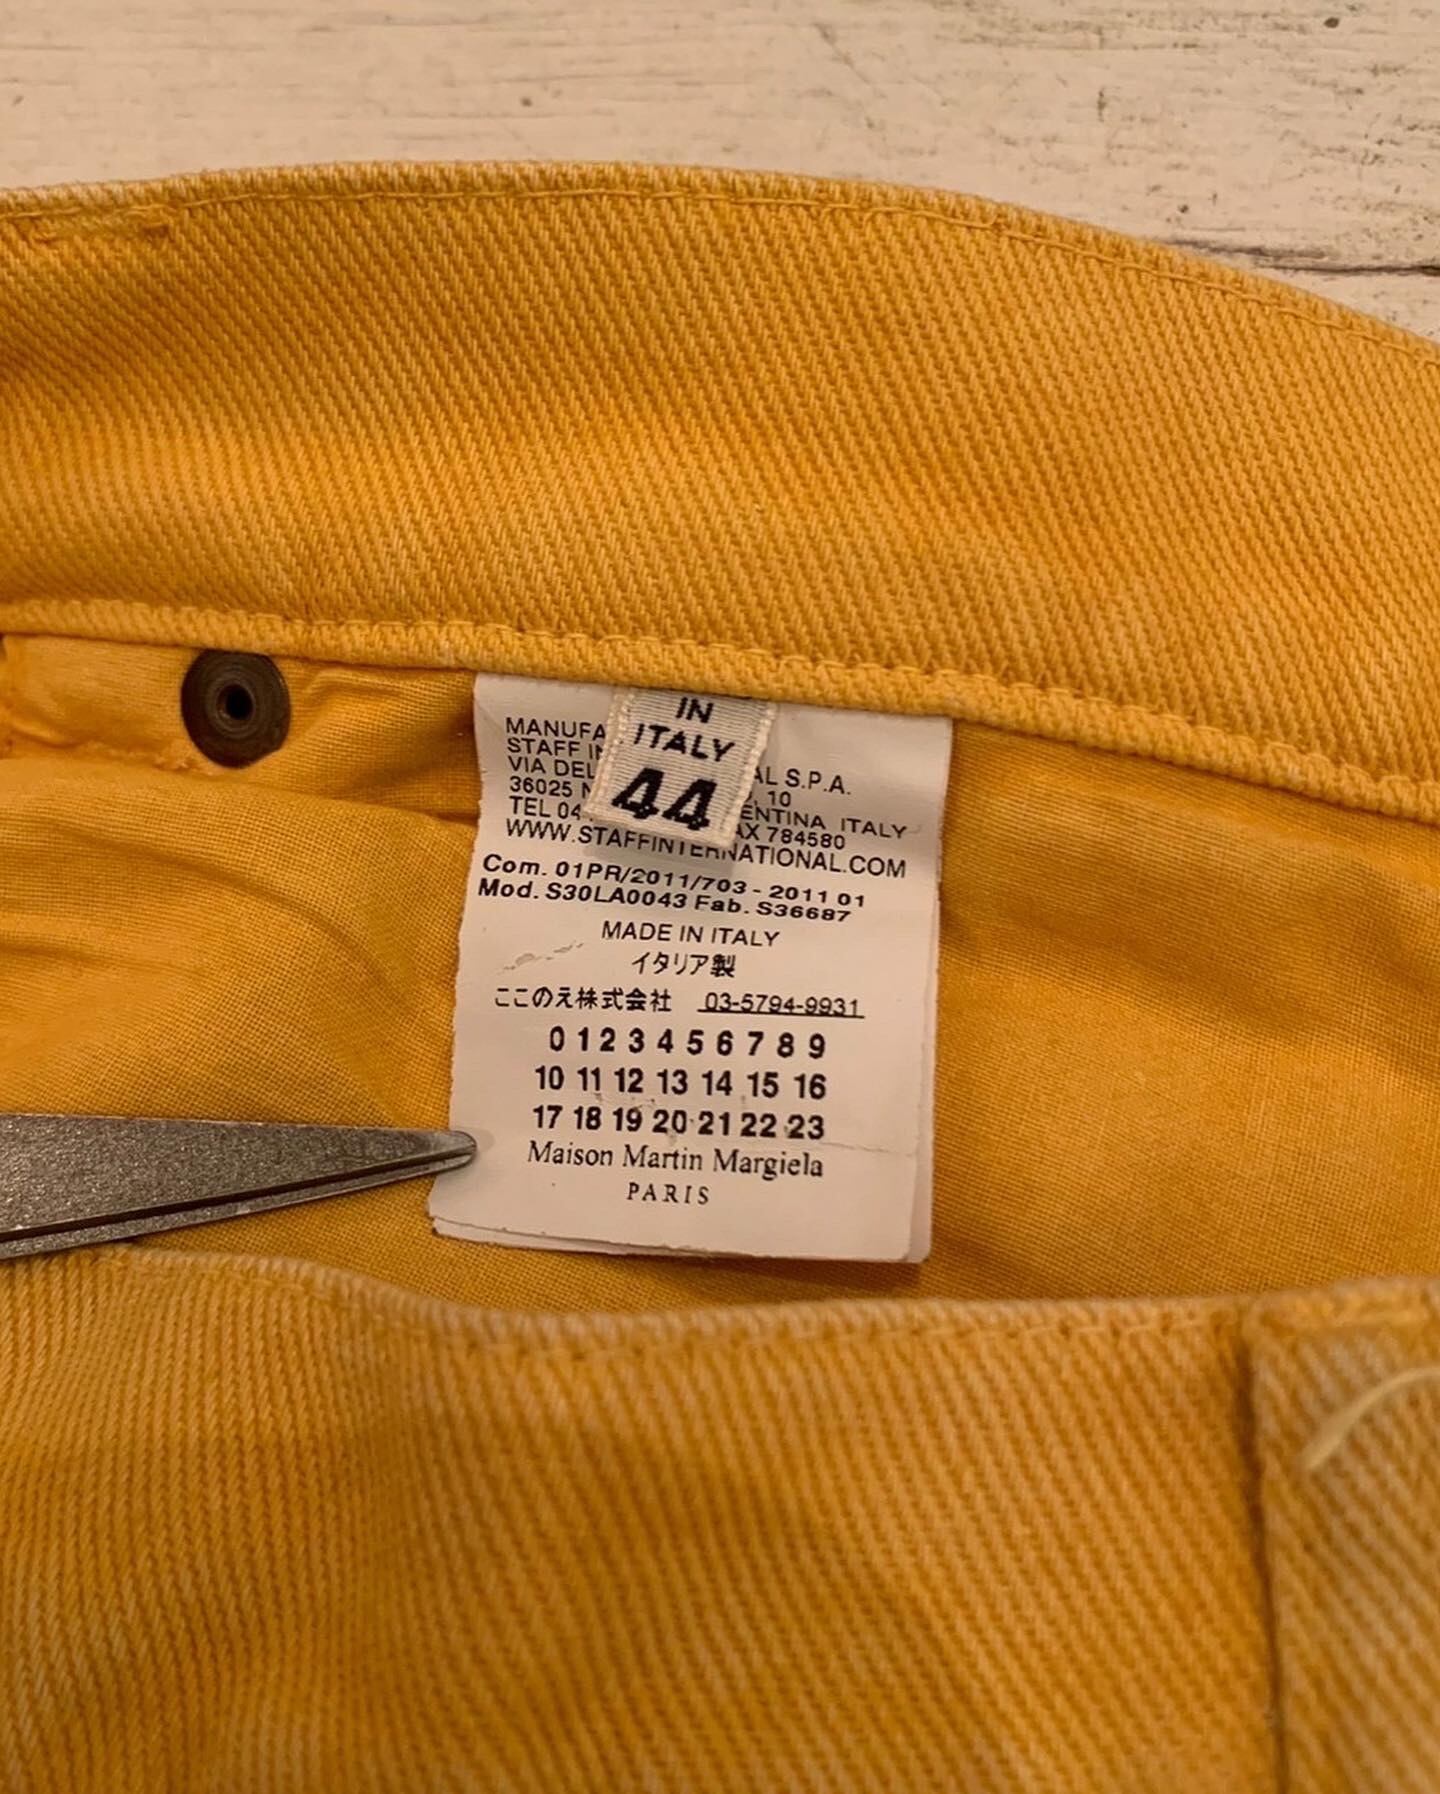 IN
ITALY
44
MANUFA
STAFF IN AL S.P.A.
VIA DEL , 10
36025 N ENTINA ITALY
TEL 04 AX 784580
WWW.STAFFINTERNATIONAL.COM
Com. 01PR/2011/703 - 2011 01
Mod. S30LA0043 Fab. S36687
MADE IN ITALY
イタリア製
ここのえ株式会社 03-5794-9931
0 1 2 3 4 5 6 7 8 9
10 11 12 13 14 15 16
17 18 19 20 21 22 23
Maison Martin Margiela
PARIS